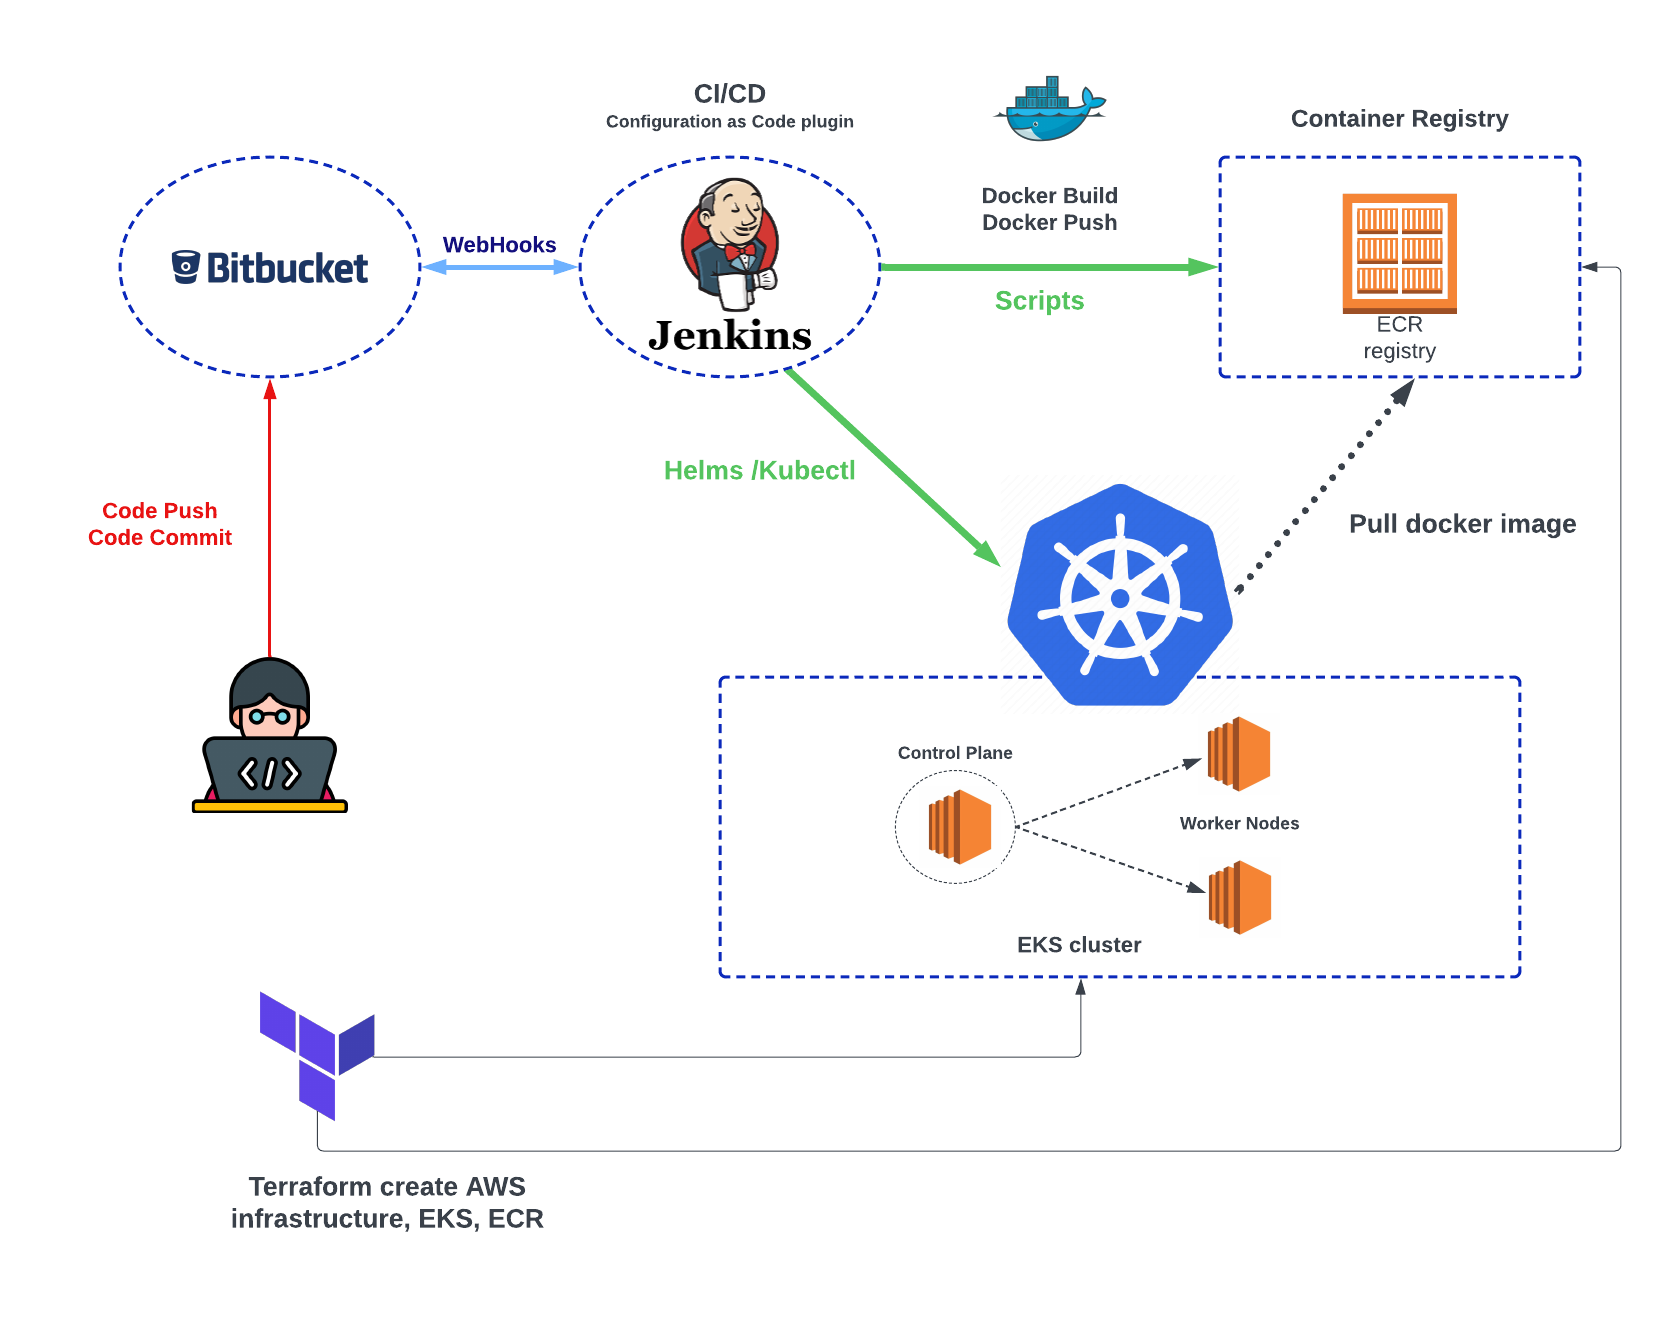 CI/CD
Configuration as Code plugin
Container Registry
Docker Build
Docker Push
WebHooks
Bitbucket
Jenkins
Scripts
ECR
registry
Helms /Kubectl
Code Push
Code Commit
Pull docker image
</>
Control Plane
Worker Nodes
EKS cluster
Terraform create AWS
infrastructure, EKS, ECR